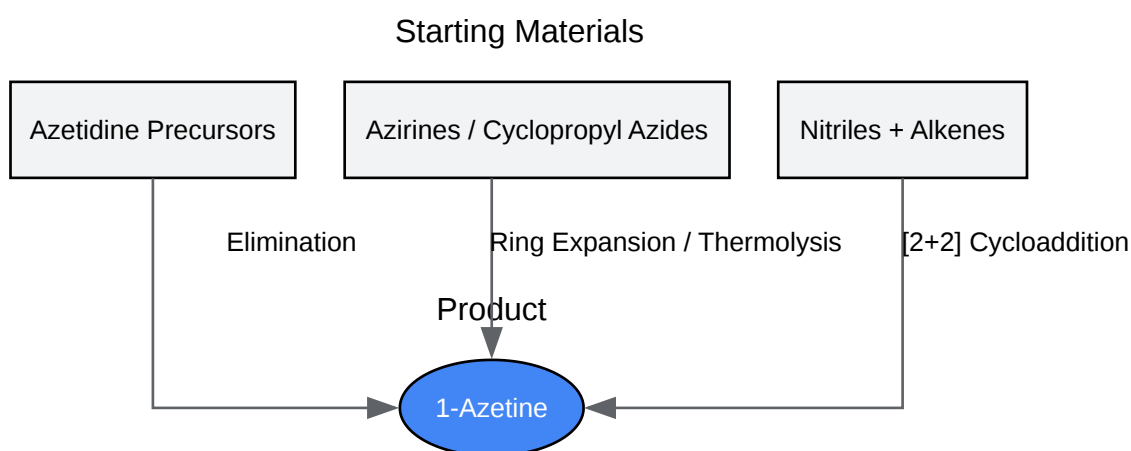 Starting Materials
Azetidine Precursors
Azirines / Cyclopropyl Azides
Nitriles + Alkenes
Elimination
Ring Expansion / Thermolysis
[2+2] Cycloaddition
Product
1-Azetine